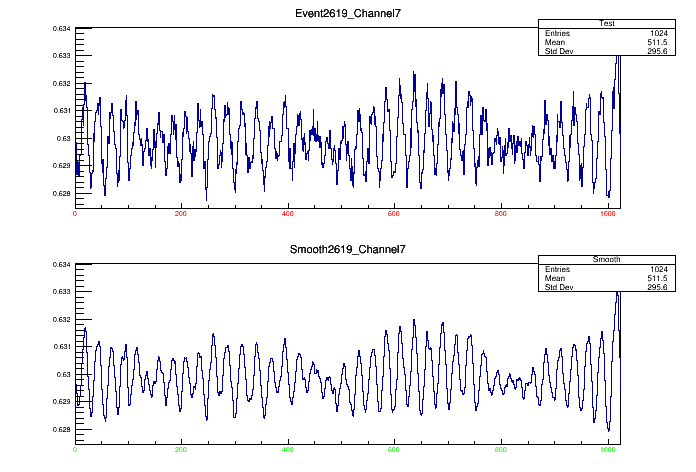 Event2619_Channel7
Test
Entries 1024
Mean 511.5
Std Dev 295.6
0.634
0.633
0.632
0.631
0.63
0.629
0.628
0 200 400 600 800 1000
Smooth2619_Channel7
Smooth
Entries 1024
Mean 511.5
Std Dev 295.6
0.634
0.633
0.632
0.631
0.63
0.629
0.628
0 200 400 600 800 1000